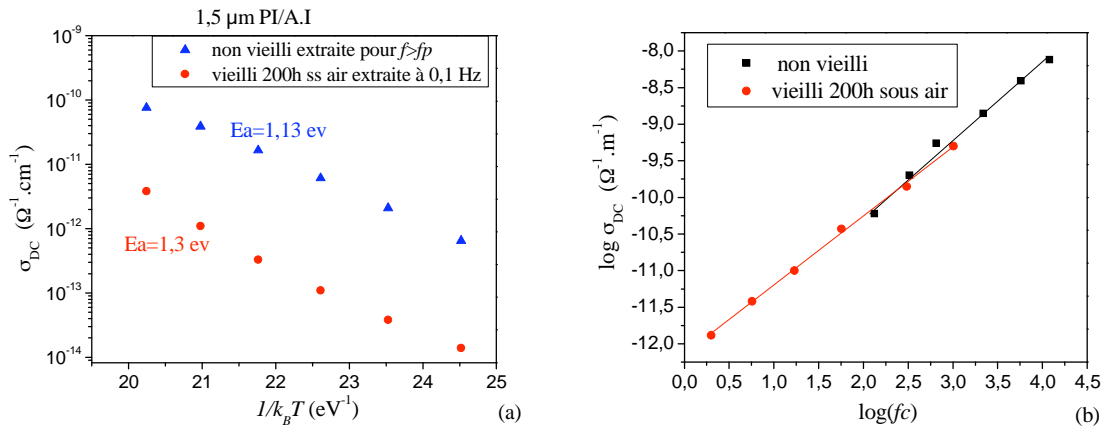 1,5 µm PI/A.I
non vieilli extraite pour f>fp
vieilli 200h ss air extraite à 0,1 Hz
Ea=1,13 ev
Ea=1,3 ev
σDC (Ω-1.cm-1)
10-10
10-11
10-12
10-13
10-14
20 21 22 23 24 25
1/kBT (eV-1)
(a)
non vieilli
vieilli 200h sous air
log σDC (Ω-1.m-1)
-8,0
-8,5
-9,0
-9,5
-10,0
-10,5
-11,0
-11,5
-12,0
0,0 0,5 1,0 1,5 2,0 2,5 3,0 3,5 4,0 4,5
log(fc)
(b)